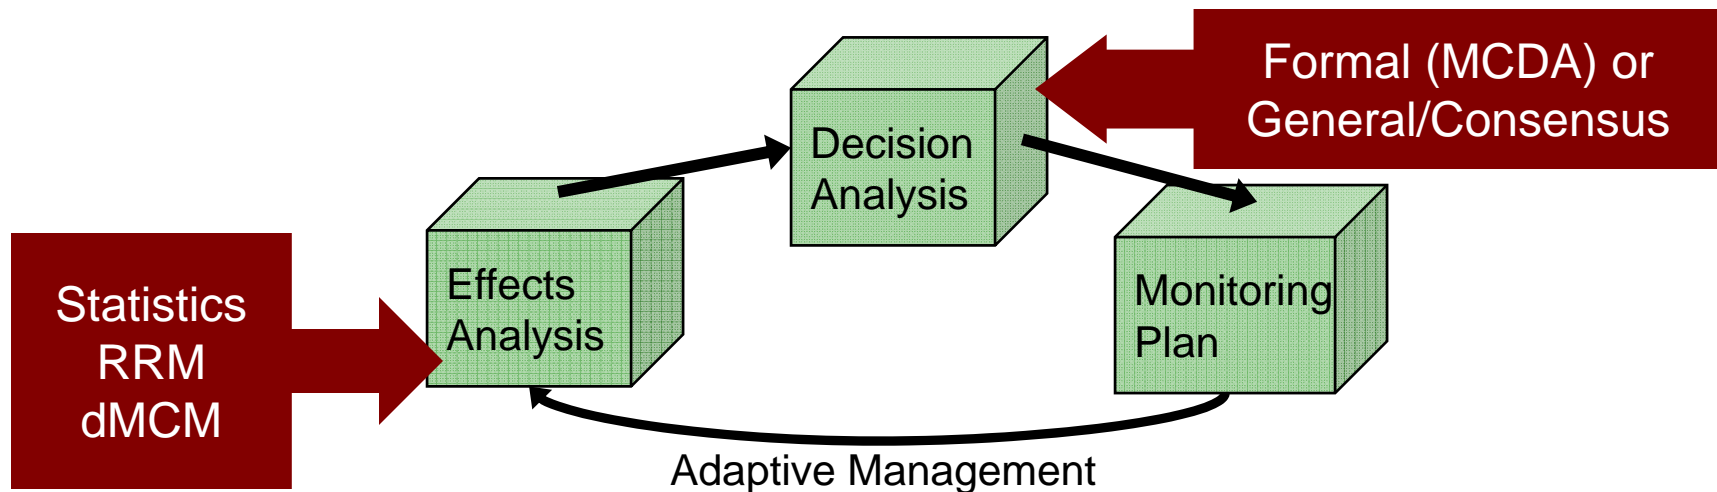 Formal (MCDA) or
General/Consensus
Decision
Analysis
Effects
Analysis
Monitoring
Plan
Statistics
RRM
dMCM
Adaptive Management